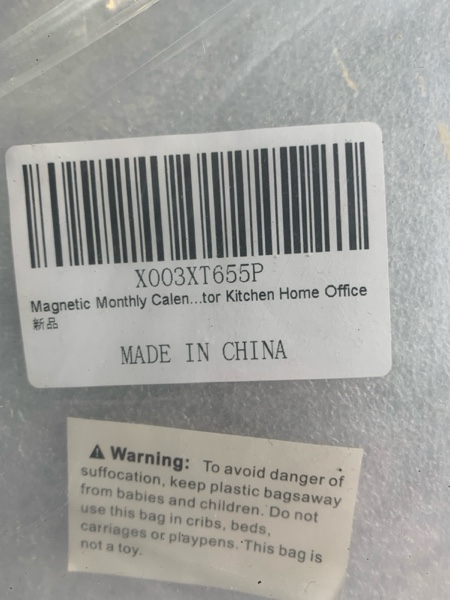 X003XT655P
Magnetic Monthly Calen...tor Kitchen Home Office
新品
MADE IN CHINA
⚠ Warning: To avoid danger of
suffocation, keep plastic bagsaway
from babies and children. Do not
use this bag in cribs, beds,
carriages or playpens. This bag is
not a toy.